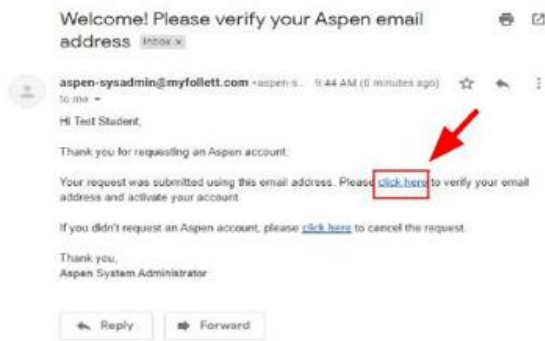 Welcome! Please verify your Aspen email
address Inbox x
aspen-sysadmin@myfollett.com <aspen-s... 9:44 AM (0 minutes ago)
to me
Hi Test Student,
Thank you for requesting an Aspen account.
Your request was submitted using this email address. Please click here to verify your email
address and activate your account.
If you didn't request an Aspen account, please click here to cancel the request.
Thank you,
Aspen System Administrator
Reply Forward